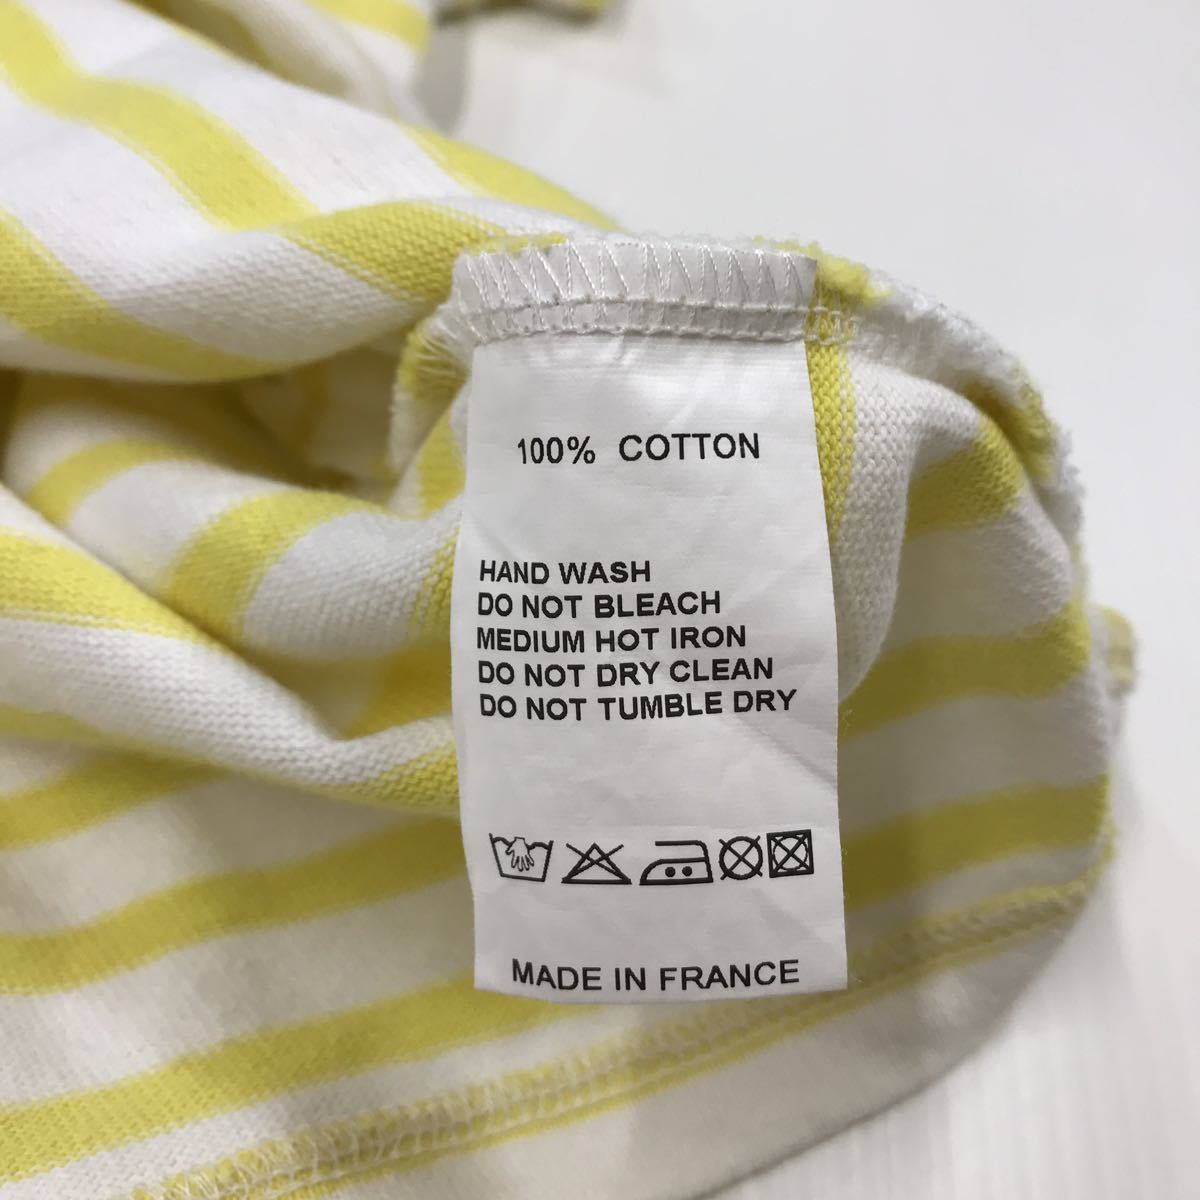 100% COTTON
HAND WASH
DO NOT BLEACH
MEDIUM HOT IRON
DO NOT DRY CLEAN
DO NOT TUMBLE DRY
MADE IN FRANCE